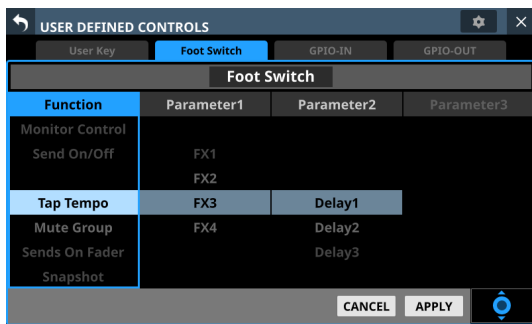 USER DEFINED CONTROLS
User Key Foot Switch GPIO-IN GPIO-OUT
Foot Switch
Function Parameter1 Parameter2 Parameter3
Monitor Control
Send On/Off FX1
FX2
Tap Tempo FX3 Delay1
Mute Group FX4 Delay2
Sends On Fader Delay3
Snapshot
CANCEL APPLY